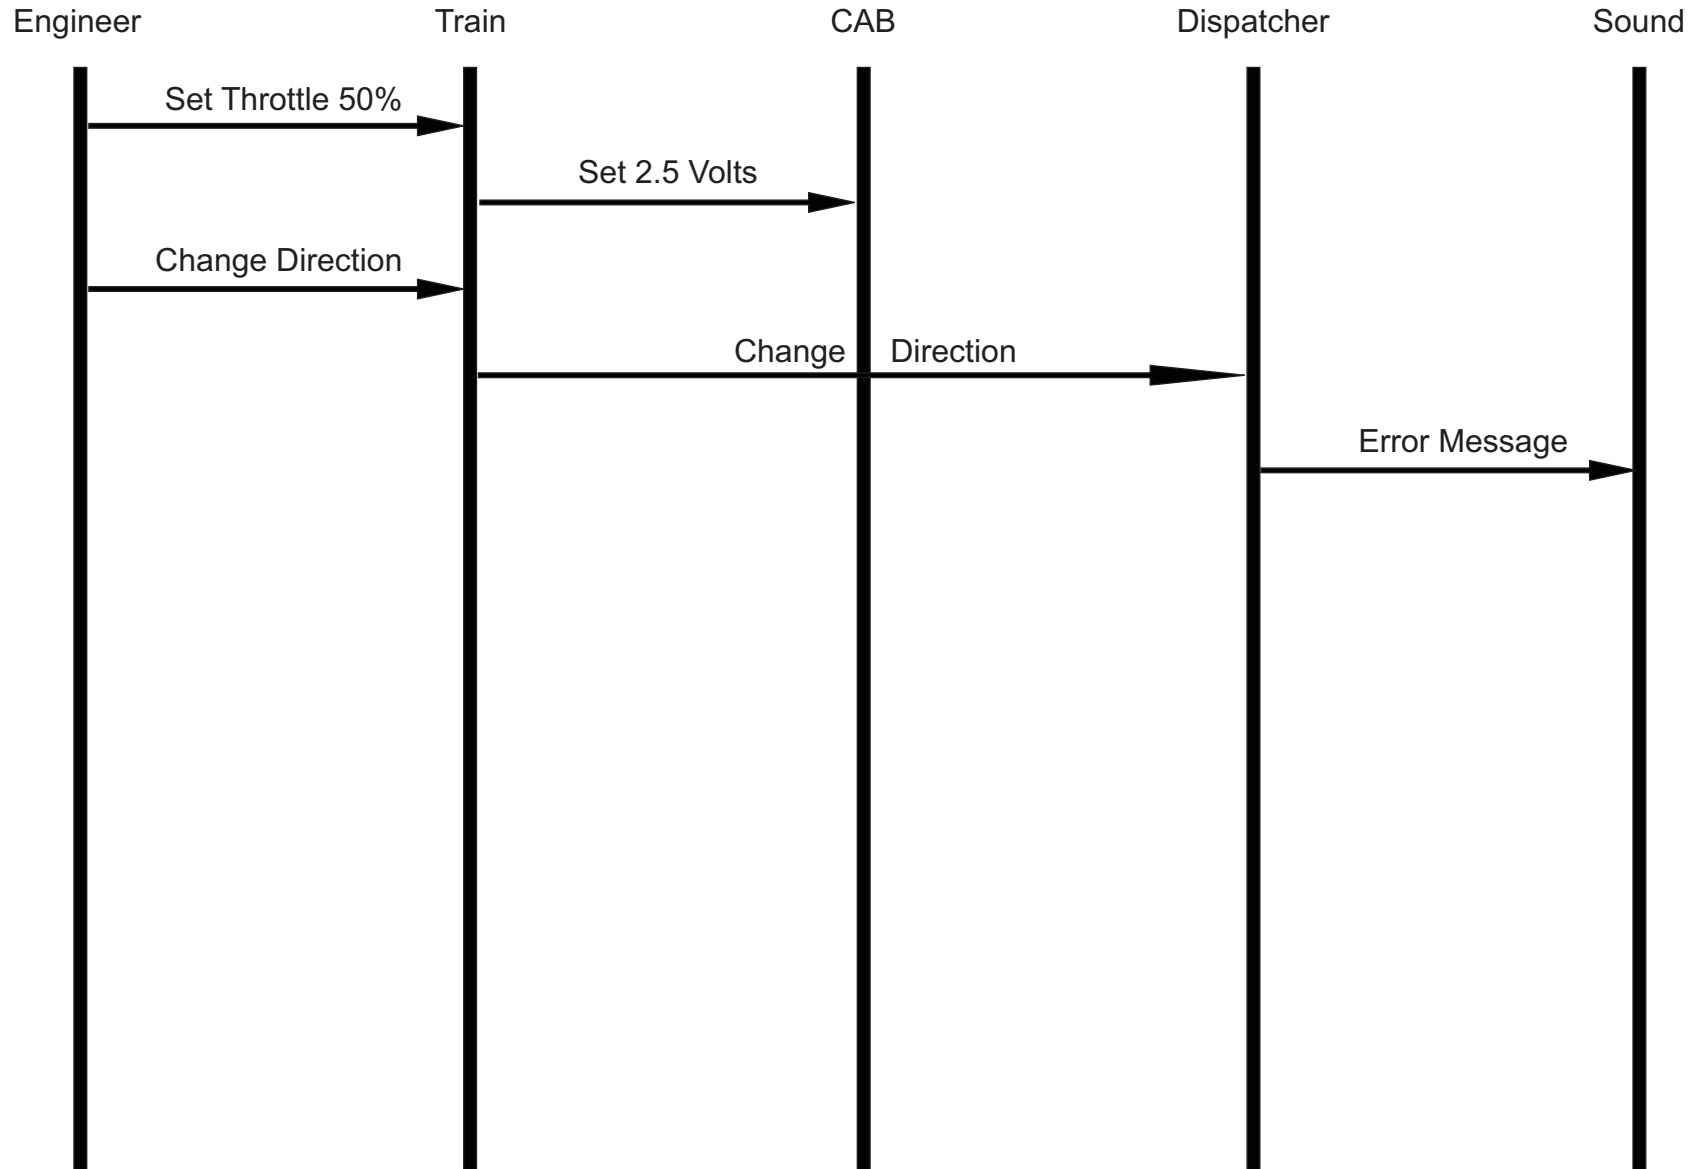 Engineer Train CAB Dispatcher Sound
Set Throttle 50%
Set 2.5 Volts
Change Direction
Change Direction
Error Message